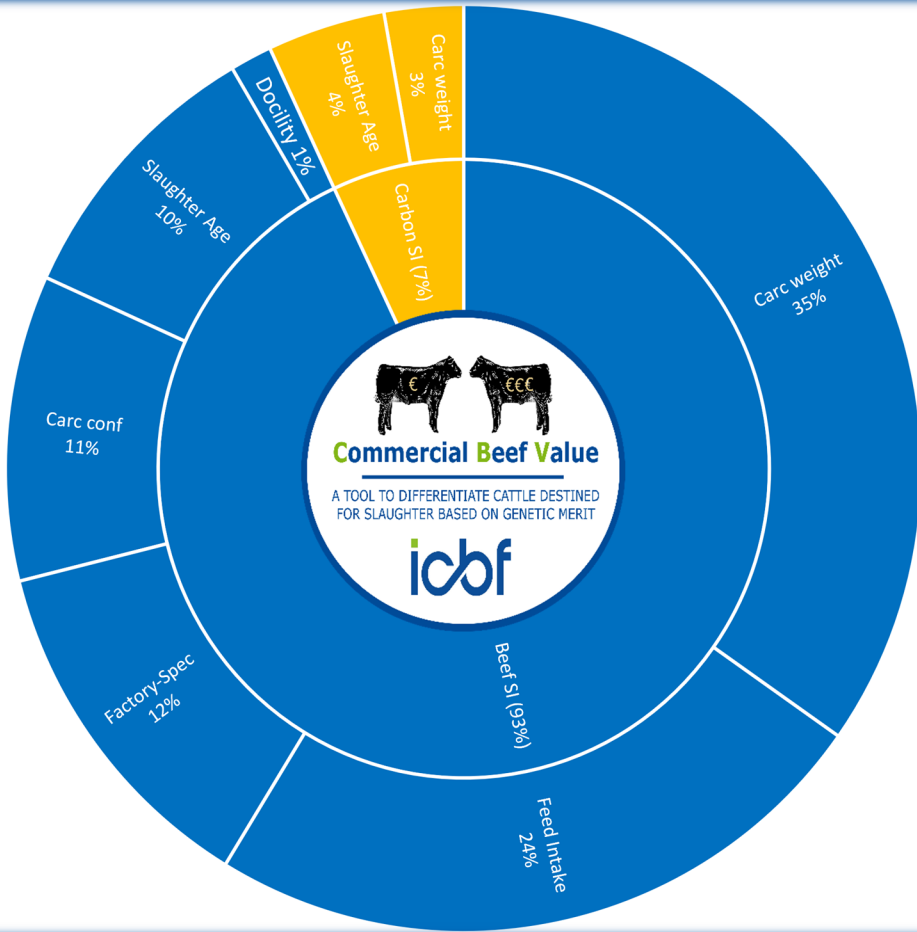 Carc weight
35%
Feed Intake
24%
Factory-Spec
12%
Carc conf
11%
Slaughter Age
10%
Docility 1%
Slaughter Age
4%
Carc weight
3%
Carbon SI (7%)
Beef SI (93%)
€
€€€
Commercial Beef Value
A TOOL TO DIFFERENTIATE CATTLE DESTINED
FOR SLAUGHTER BASED ON GENETIC MERIT
icbf